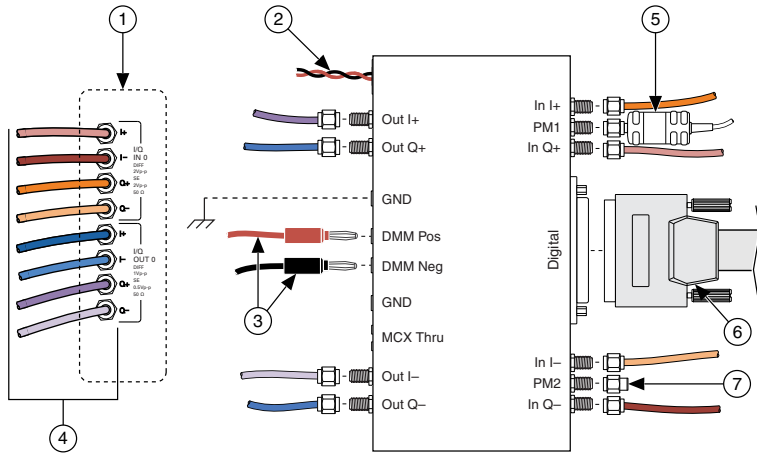 1
2
5
I+
I/Q
I−
IN 0
DIFF
2Vp-p
Q+
SE
2Vp-p
50 Ω
Q−
I+
I/Q
I−
OUT 0
DIFF
1Vp-p
Q+
SE
0.5Vp-p
50 Ω
Q−
4
Out I+
Out Q+
GND
DMM Pos
DMM Neg
3
GND
MCX Thru
Out I−
Out Q−
In I+
PM1
In Q+
Digital
6
In I−
PM2
7
In Q−